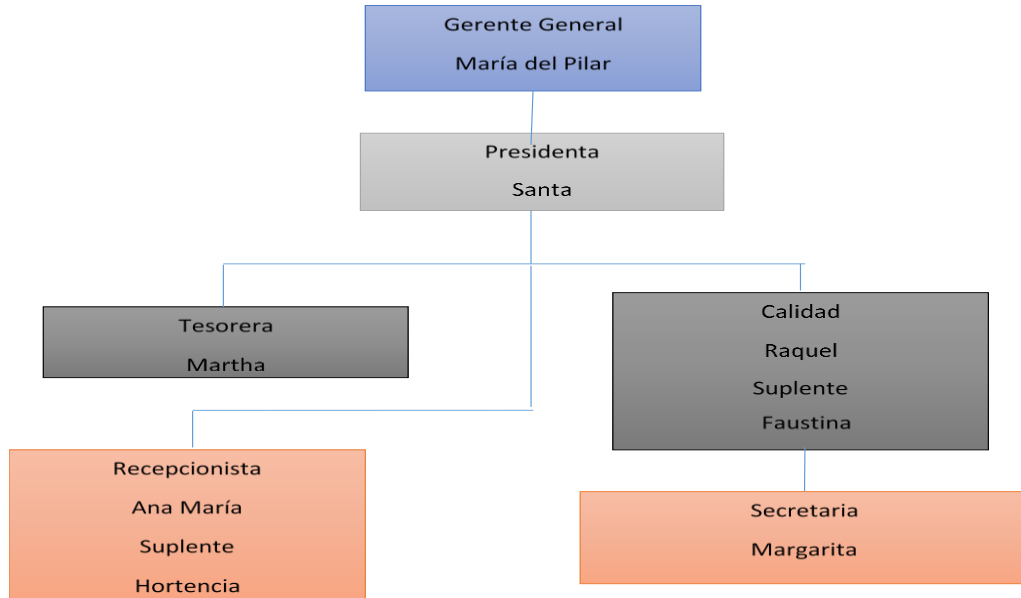 Gerente General
María del Pilar
Presidenta
Santa
Tesorera
Martha
Calidad
Raquel
Suplente
Faustina
Recepcionista
Ana María
Suplente
Hortencia
Secretaria
Margarita